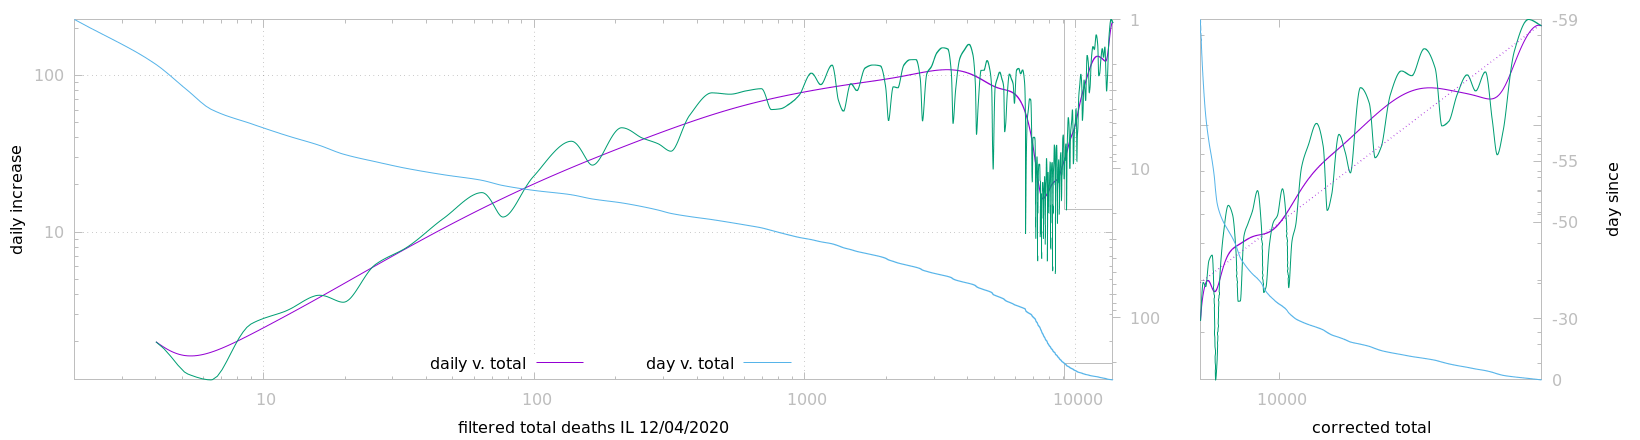 1
-59
100
daily increase
10
-55
day since
-50
10
100
-30
daily v. total
day v. total
0
10
100
1000
10000
10000
filtered total deaths IL 12/04/2020
corrected total